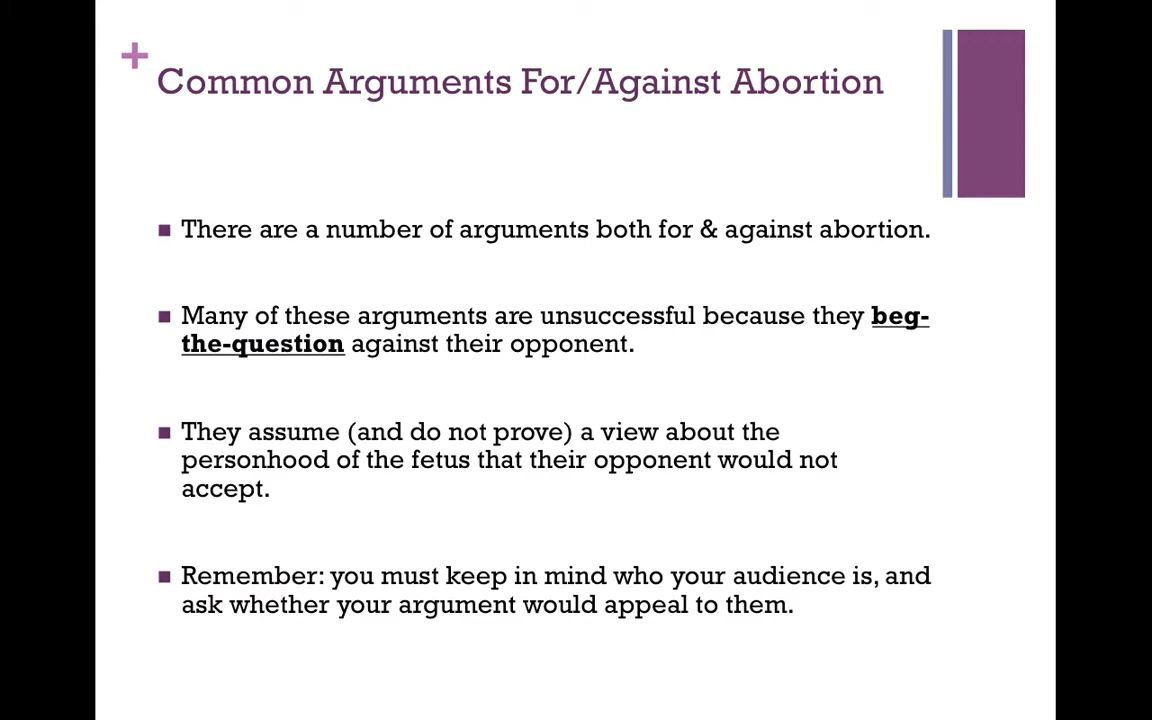 +
Common Arguments For/Against Abortion
■ There are a number of arguments both for & against abortion.
■ Many of these arguments are unsuccessful because they beg-
the-question against their opponent.
■ They assume (and do not prove) a view about the
personhood of the fetus that their opponent would not
accept.
■ Remember: you must keep in mind who your audience is, and
ask whether your argument would appeal to them.